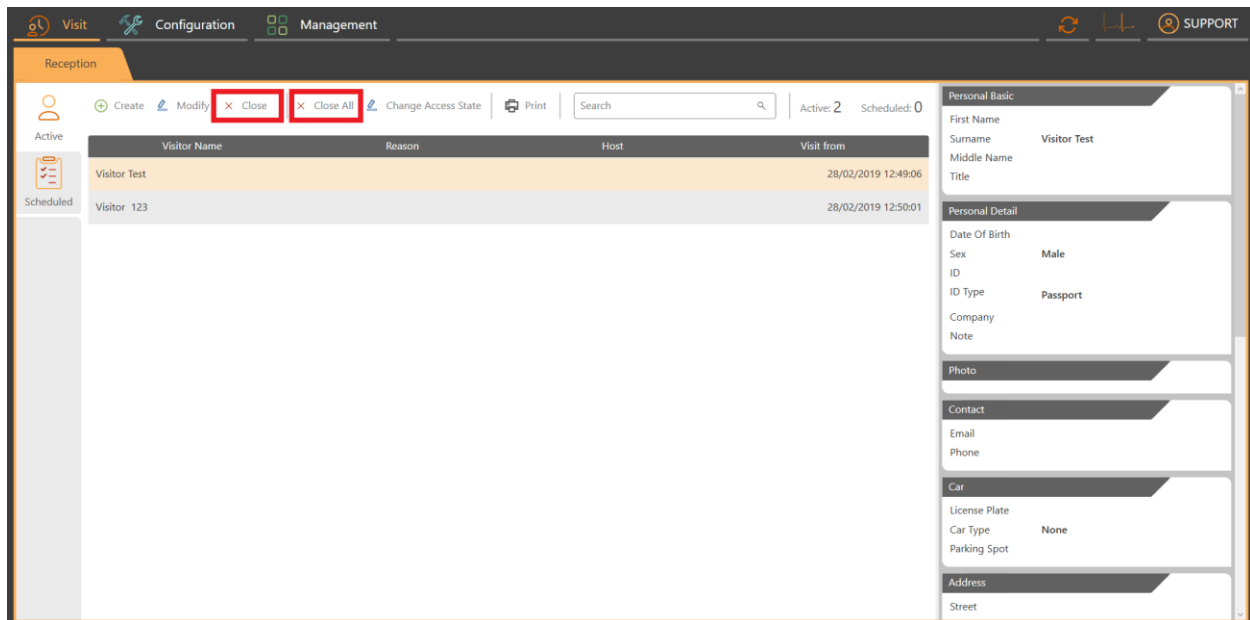 Visit Configuration Management SUPPORT
Reception
Active
Scheduled
Create Modify Close Close All Change Access State Print Search Active: 2 Scheduled: 0
Visitor Name Reason Host Visit from
Visitor Test 28/02/2019 12:49:06
Visitor 123 28/02/2019 12:50:01
Personal Basic
First Name
Surname Visitor Test
Middle Name
Title
Personal Detail
Date Of Birth
Sex Male
ID
ID Type Passport
Company
Note
Photo
Contact
Email
Phone
Car
License Plate
Car Type None
Parking Spot
Address
Street